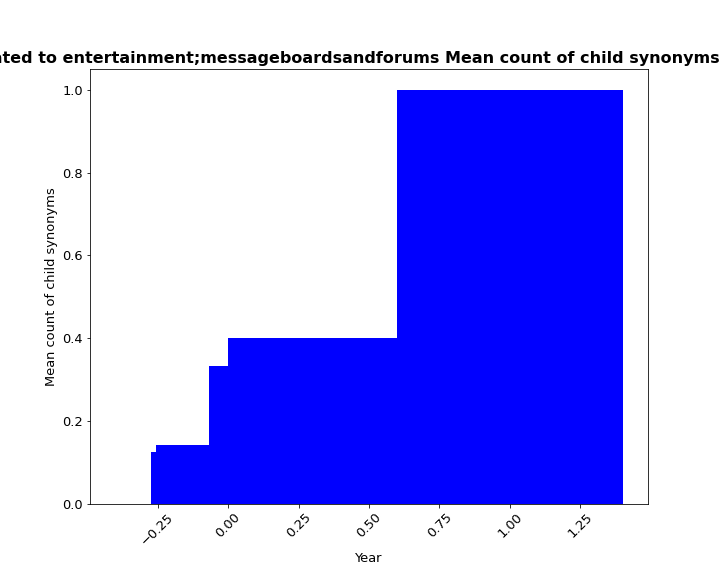 to entertainment;messageboardsandforums Mean count of child synonyms
1.0
0.8
0.6
0.4
0.2
0.0
Mean count of child synonyms
−0.25 0.00 0.25 0.50 0.75 1.00 1.25
Year